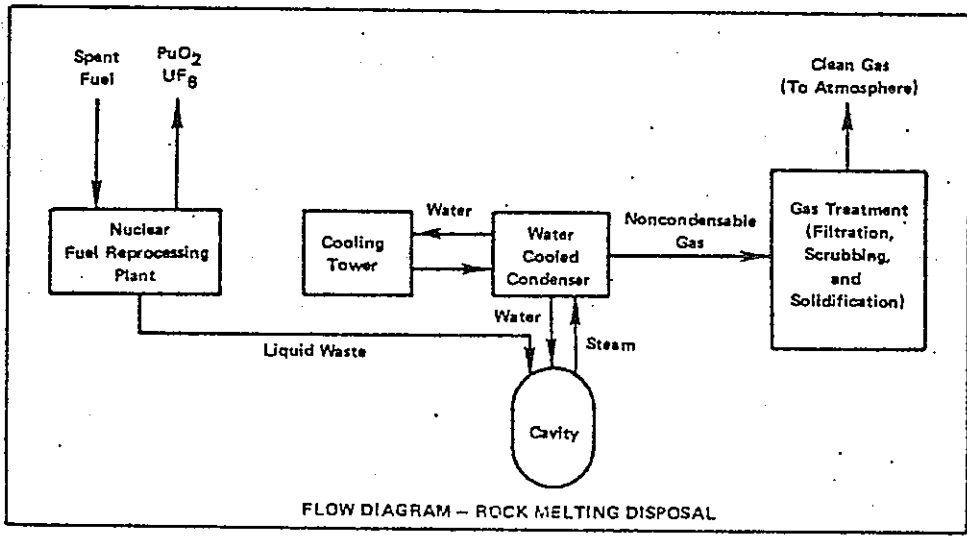 Spent
Fuel
PuO2
UF6
Nuclear
Fuel Reprocessing
Plant
Liquid Waste
Cooling
Tower
Water
Water
Cooled
Condenser
Water
Steam
Cavity
Noncondensable
Gas
Clean Gas
(To Atmosphere)
Gas Treatment
(Filtration,
Scrubbing,
and
Solidification)
FLOW DIAGRAM – ROCK MELTING DISPOSAL